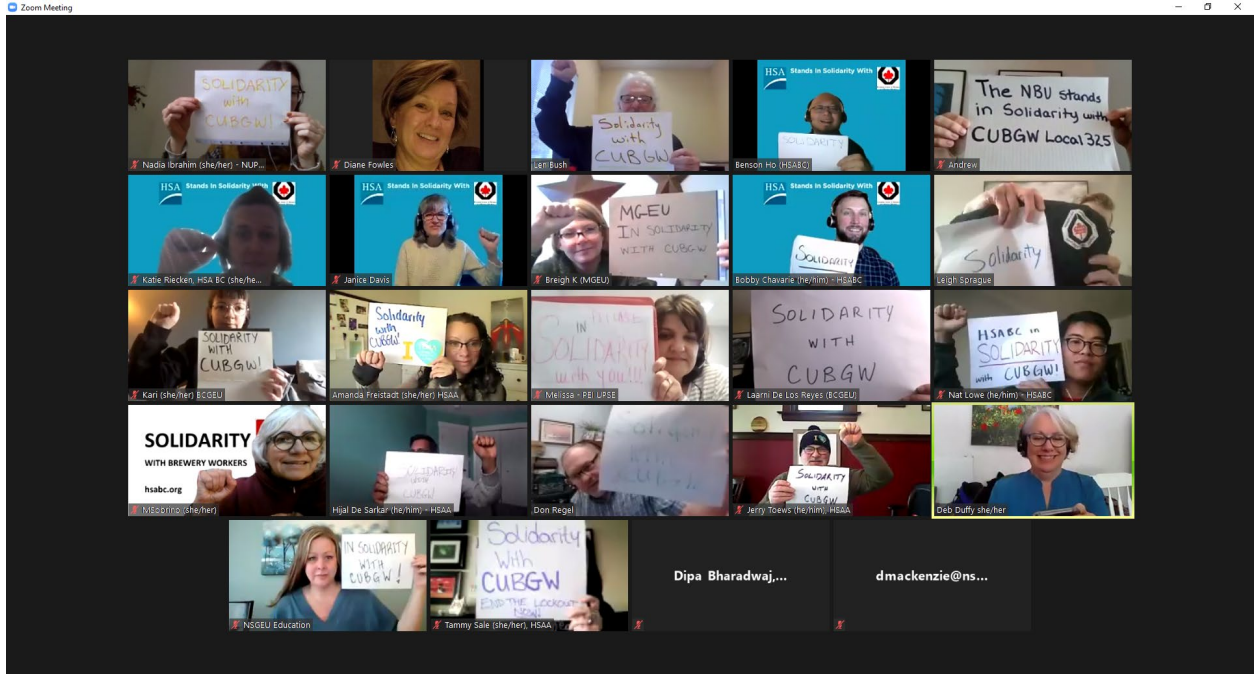 Zoom Meeting
SOLIDARITY
with
CUBGW!
Nadia Ibrahim (she/her) - NUP...
Diane Fowles
Solidarity
with
CUBGW
Len Bush
HSA Stands in Solidarity With
SOLIDARITY
Benson Ho (HSABC)
The NBU stands
in Solidarity with
CUBGW Local 325
Andrew
HSA Stands in Solidarity With
Katie Riecken, HSA BC (she/he...
HSA Stands in Solidarity With
Janice Davis
MGEU
IN SOLIDARITY
WITH CUBGW
Breigh K (MGEU)
HSA Stands in Solidarity With
SOLIDARITY
Bobby Chavarie (he/him) - HSABC
Solidarity
Leigh Sprague
SOLIDARITY
WITH
CUBGW!
Kari (she/her) BCGEU
Solidarity
with
CUBGW!
I
Amanda Freistadt (she/her) HSAA
IN
SOLIDARITY
with you!!!!
Melissa - PEI UPSE
SOLIDARITY
WITH
CUBGW
Laarni De Los Reyes (BCGEU)
HSABC in
SOLIDARITY
with CUBGW!
Nat Lowe (he/him) - HSABC
SOLIDARITY
WITH BREWERY WORKERS
hsabc.org
MSobrino (she/her)
SOLIDARITY
WITH
CUBGW!
Hijal De Sarkar (he/him) - HSAA
Don Regel
SOLIDARITY
WITH
CUBGW
Jerry Toews (he/him), HSAA
Deb Duffy she/her
IN SOLIDARITY
WITH
CUBGW!
NSGEU Education
Solidarity
With
CUBGW
END THE LOCKOUT
NOW!
Tammy Sale (she/her), HSAA
Dipa Bharadwaj,...
dmackenzie@ns...